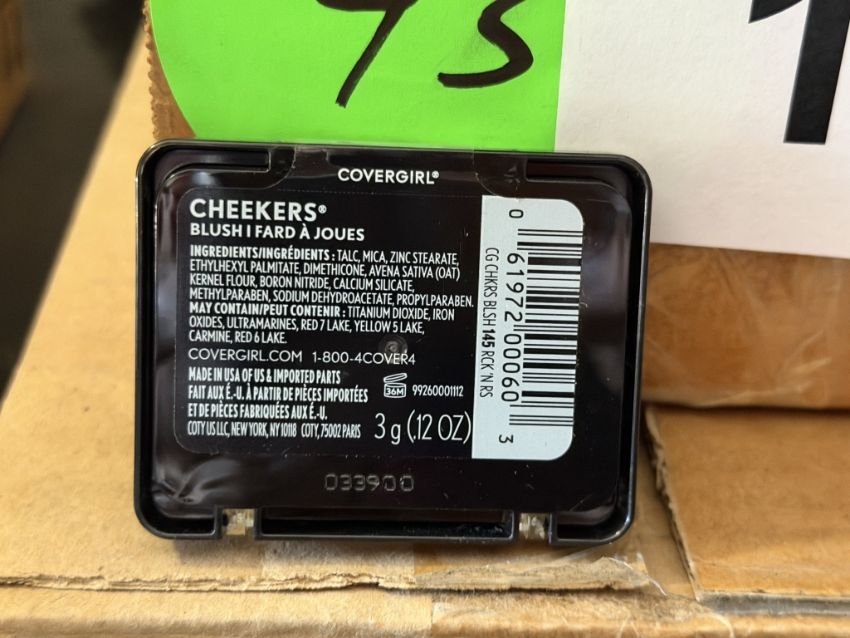 95
1
COVERGIRL®
CHEEKERS®
BLUSH | FARD À JOUES
INGREDIENTS/INGRÉDIENTS : TALC, MICA, ZINC STEARATE,
ETHYLHEXYL PALMITATE, DIMETHICONE, AVENA SATIVA (OAT)
KERNEL FLOUR, BORON NITRIDE, CALCIUM SILICATE,
METHYLPARABEN, SODIUM DEHYDROACETATE, PROPYLPARABEN.
MAY CONTAIN/PEUT CONTENIR : TITANIUM DIOXIDE, IRON
OXIDES, ULTRAMARINES, RED 7 LAKE, YELLOW 5 LAKE,
CARMINE, RED 6 LAKE.
COVERGIRL.COM 1-800-4COVER4
MADE IN USA OF US & IMPORTED PARTS
FAIT AUX É.-U. À PARTIR DE PIÈCES IMPORTÉES
ET DE PIÈCES FABRIQUÉES AUX É.-U.
COTY US LLC, NEW YORK, NY 10118 COTY, 75002 PARIS
36M
99260001112
3 g (.12 OZ)
CG CHKRS BLSH 145 RCK 'N RS
0 61972 00060 3
033900